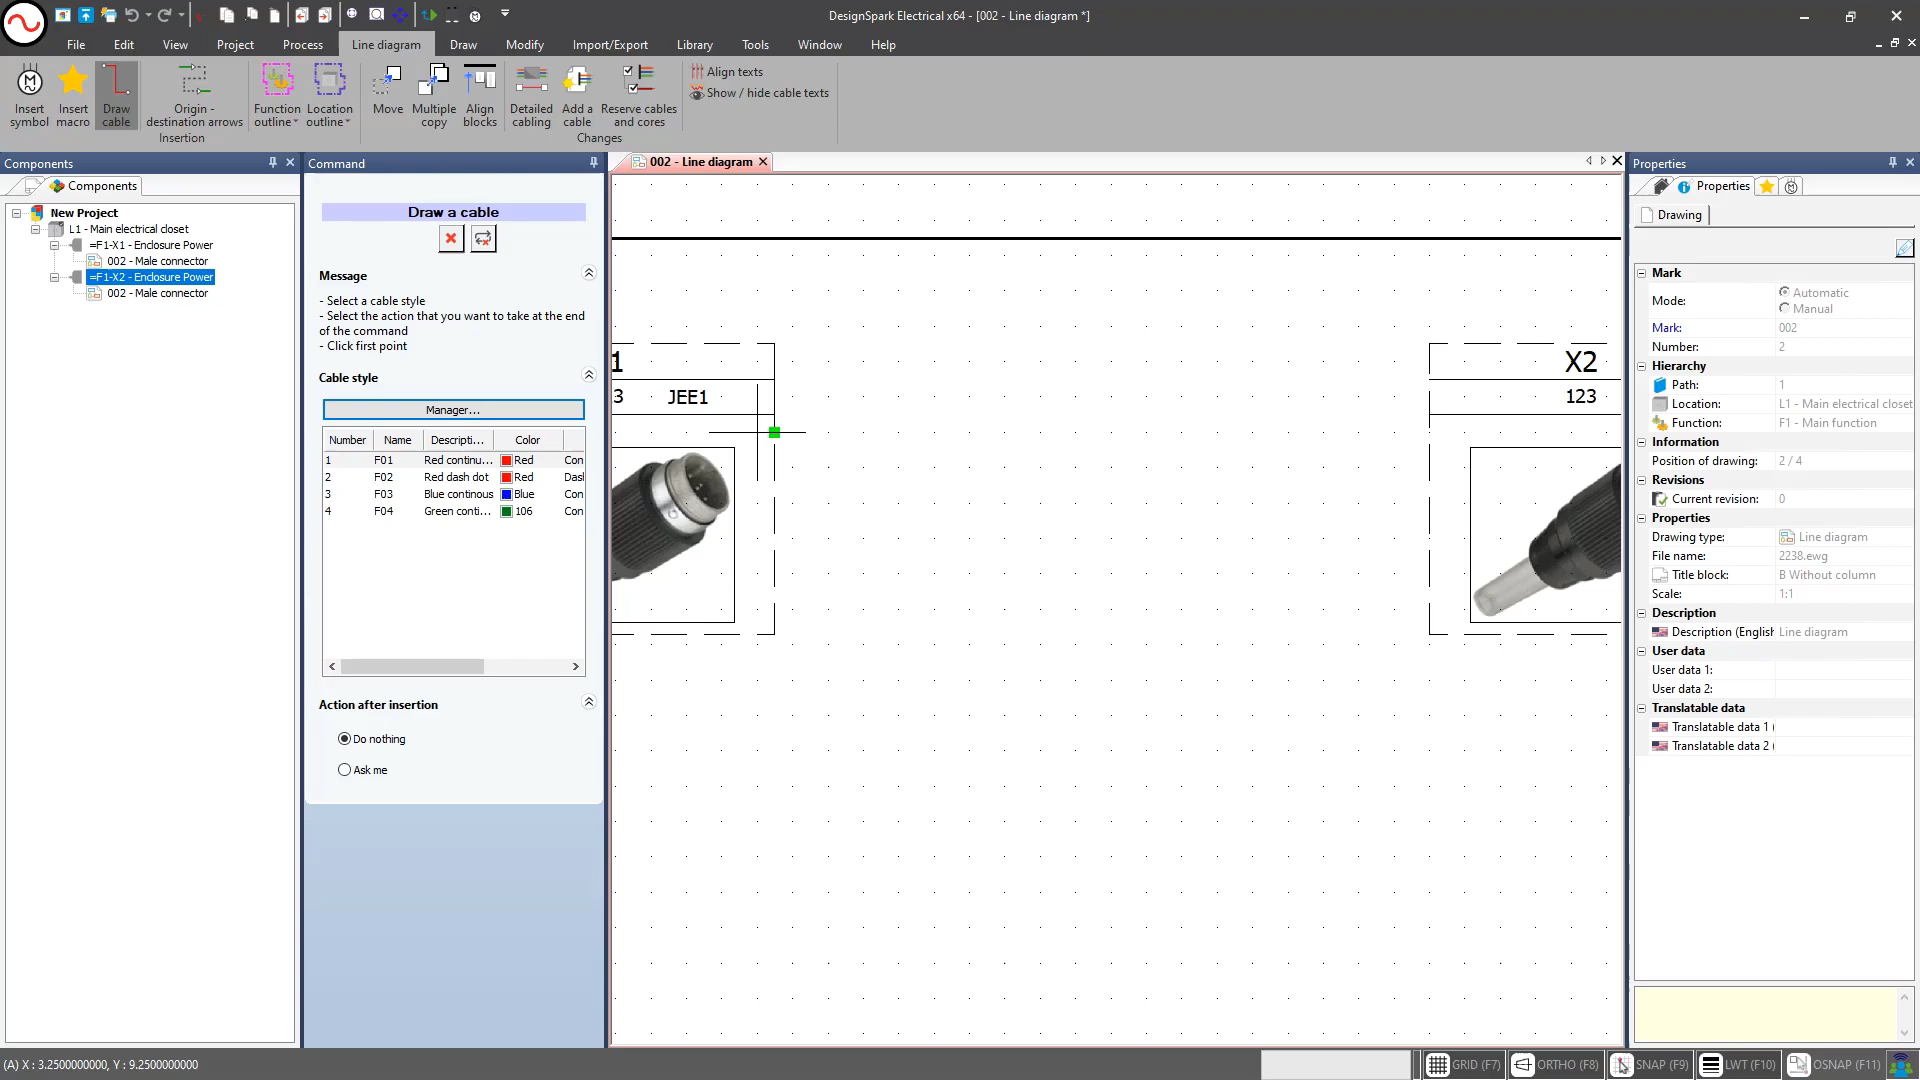 DesignSpark Electrical x64 - [002 - Line diagram *]
File Edit View Project Process Line diagram Draw Modify Import/Export Library Tools Window Help
Insert symbol
Insert macro
Draw cable
Origin - destination arrows
Insertion
Function outline
Location outline
Move
Multiple copy
Align blocks
Detailed cabling
Add a cable
Reserve cables and cores
Changes
Align texts
Show / hide cable texts
Components
Components
New Project
L1 - Main electrical closet
=F1-X1 - Enclosure Power
002 - Male connector
=F1-X2 - Enclosure Power
002 - Male connector
Command
Draw a cable
Message
- Select a cable style
- Select the action that you want to take at the end
of the command
- Click first point
Cable style
Manager...
Number Name Descripti... Color
1 F01 Red continu... Red Con
2 F02 Red dash dot Red Dasl
3 F03 Blue continous Blue Con
4 F04 Green conti... 106 Con
Action after insertion
Do nothing
Ask me
002 - Line diagram
1
3 JEE1
X2
123
Properties
Properties
Drawing
Mark
Mode: Automatic
Manual
Mark: 002
Number: 2
Hierarchy
Path: 1
Location: L1 - Main electrical closet
Function: F1 - Main function
Information
Position of drawing: 2 / 4
Revisions
Current revision: 0
Properties
Drawing type: Line diagram
File name: 2238.ewg
Title block: B Without column
Scale: 1:1
Description
Description (English Line diagram
User data
User data 1:
User data 2:
Translatable data
Translatable data 1 (
Translatable data 2 (
(A) X : 3.2500000000, Y : 9.2500000000
GRID (F7) ORTHO (F8) SNAP (F9) LWT (F10) OSNAP (F11)